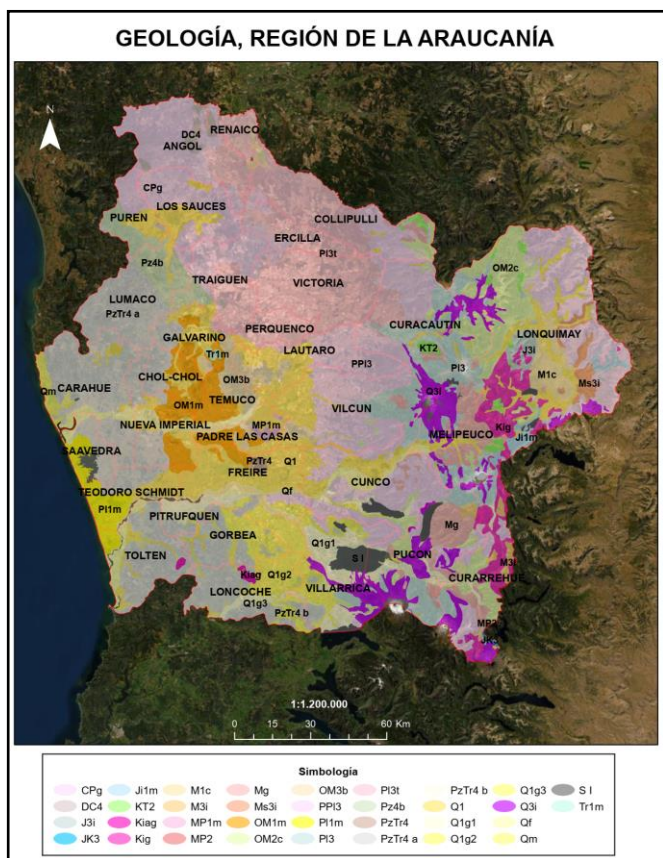 GEOLOGÍA, REGIÓN DE LA ARAUCANÍA
N
DC4
RENAICO
ANGOL
CPg
LOS SAUCES
PUREN
COLLIPULLI
ERCILLA
Pl3t
Pz4b
OM2c
TRAIGUEN
VICTORIA
LUMACO
PzTr4 a
PERQUENCO
CURACAUTIN
LONQUIMAY
GALVARINO
LAUTARO
KT2
J3i
Tr1m
PPl3
Pl3
M1c
CHOL-CHOL
OM3b
Ms3i
CARAHUE
Qm
Q3i
OM1m
TEMUCO
VILCUN
NUEVA IMPERIAL
MP1m
MELIPEUCO
Kig
PADRE LAS CASAS
Ji1m
SAAVEDRA
PzTr4
Q1
FREIRE
CUNCO
TEODORO SCHMIDT
Qf
Pl1m
PITRUFQUEN
Mg
GORBEA
Q1g1
TOLTEN
S I
PUCON
M3i
Kiag
Q1g2
CURARREHUE
LONCOCHE
VILLARRICA
Q1g3
PzTr4 b
MP2
JK3
1:1.200.000
0 15 30 60 Km
Simbología
CPg Ji1m M1c Mg OM3b Pl3t PzTr4 b Q1g3 S I
DC4 KT2 M3i Ms3i PPl3 Pz4b Q1 Q3i Tr1m
J3i Kiag MP1m OM1m Pl1m PzTr4 Q1g1 Qf
JK3 Kig MP2 OM2c Pl3 PzTr4 a Q1g2 Qm